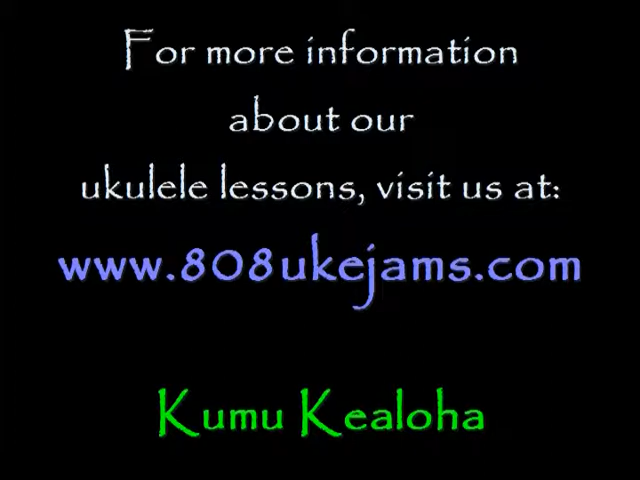 For more information
about our
ukulele lessons, visit us at:
www.808ukejams.com
Kumu Kealoha